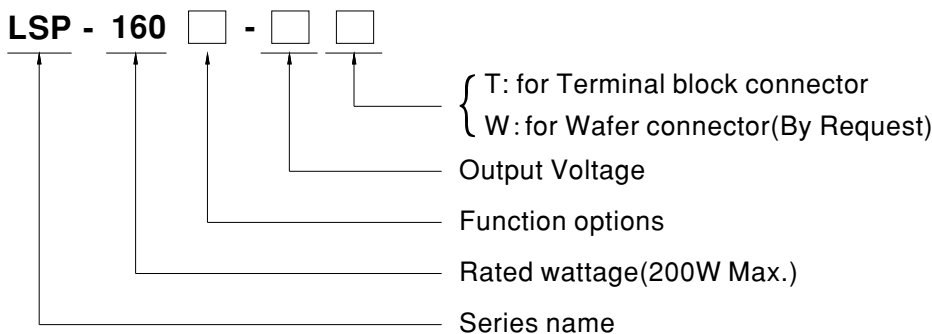 LSP - 160 □ - □ □
T: for Terminal block connector
W: for Wafer connector(By Request)
Output Voltage
Function options
Rated wattage(200W Max.)
Series name